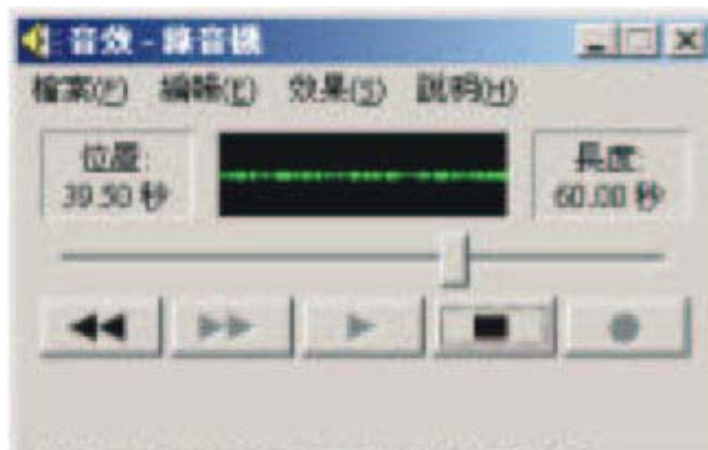 音效 - 錄音機
檔案(F) 編輯(E) 效果(S) 說明(H)
位置:
39.50 秒
長度:
60.00 秒